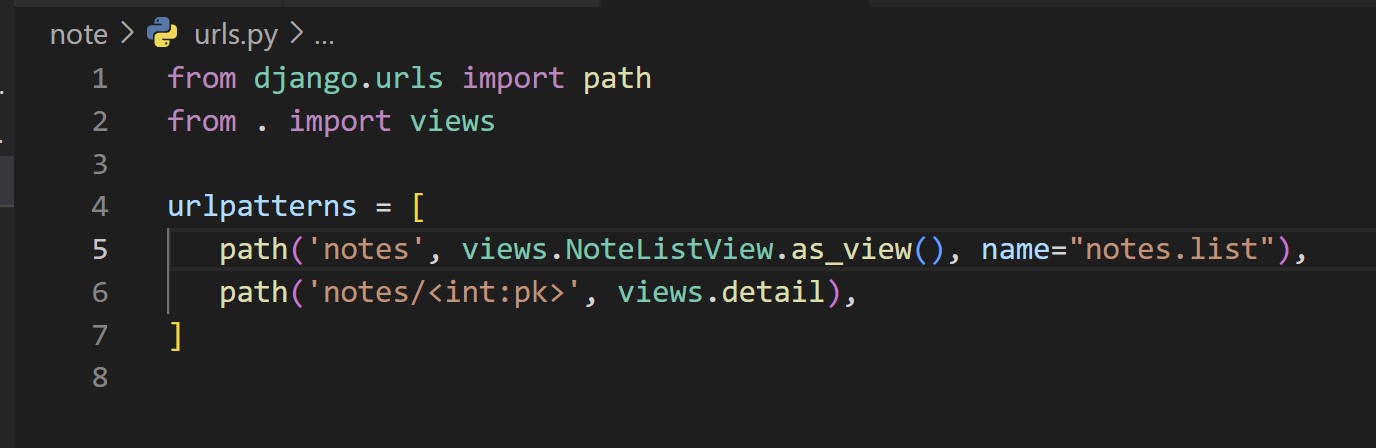 note > urls.py > ...
1 from django.urls import path
2 from . import views
3
4 urlpatterns = [
5    path('notes', views.NoteListView.as_view(), name="notes.list"),
6    path('notes/<int:pk>', views.detail),
7 ]
8